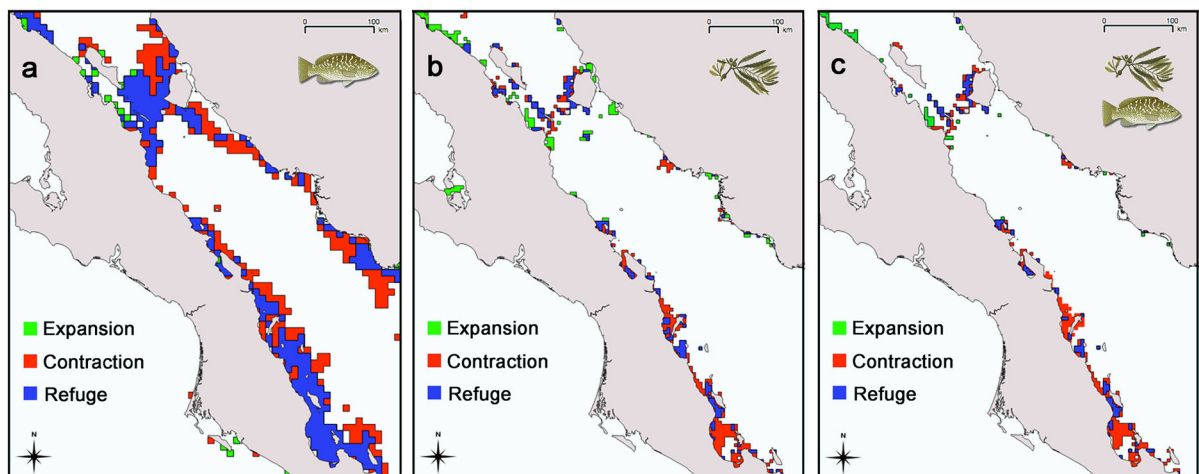 a
0 100
km
Expansion
Contraction
Refuge
N
b
0 100
km
Expansion
Contraction
Refuge
N
c
0 100
km
Expansion
Contraction
Refuge
N